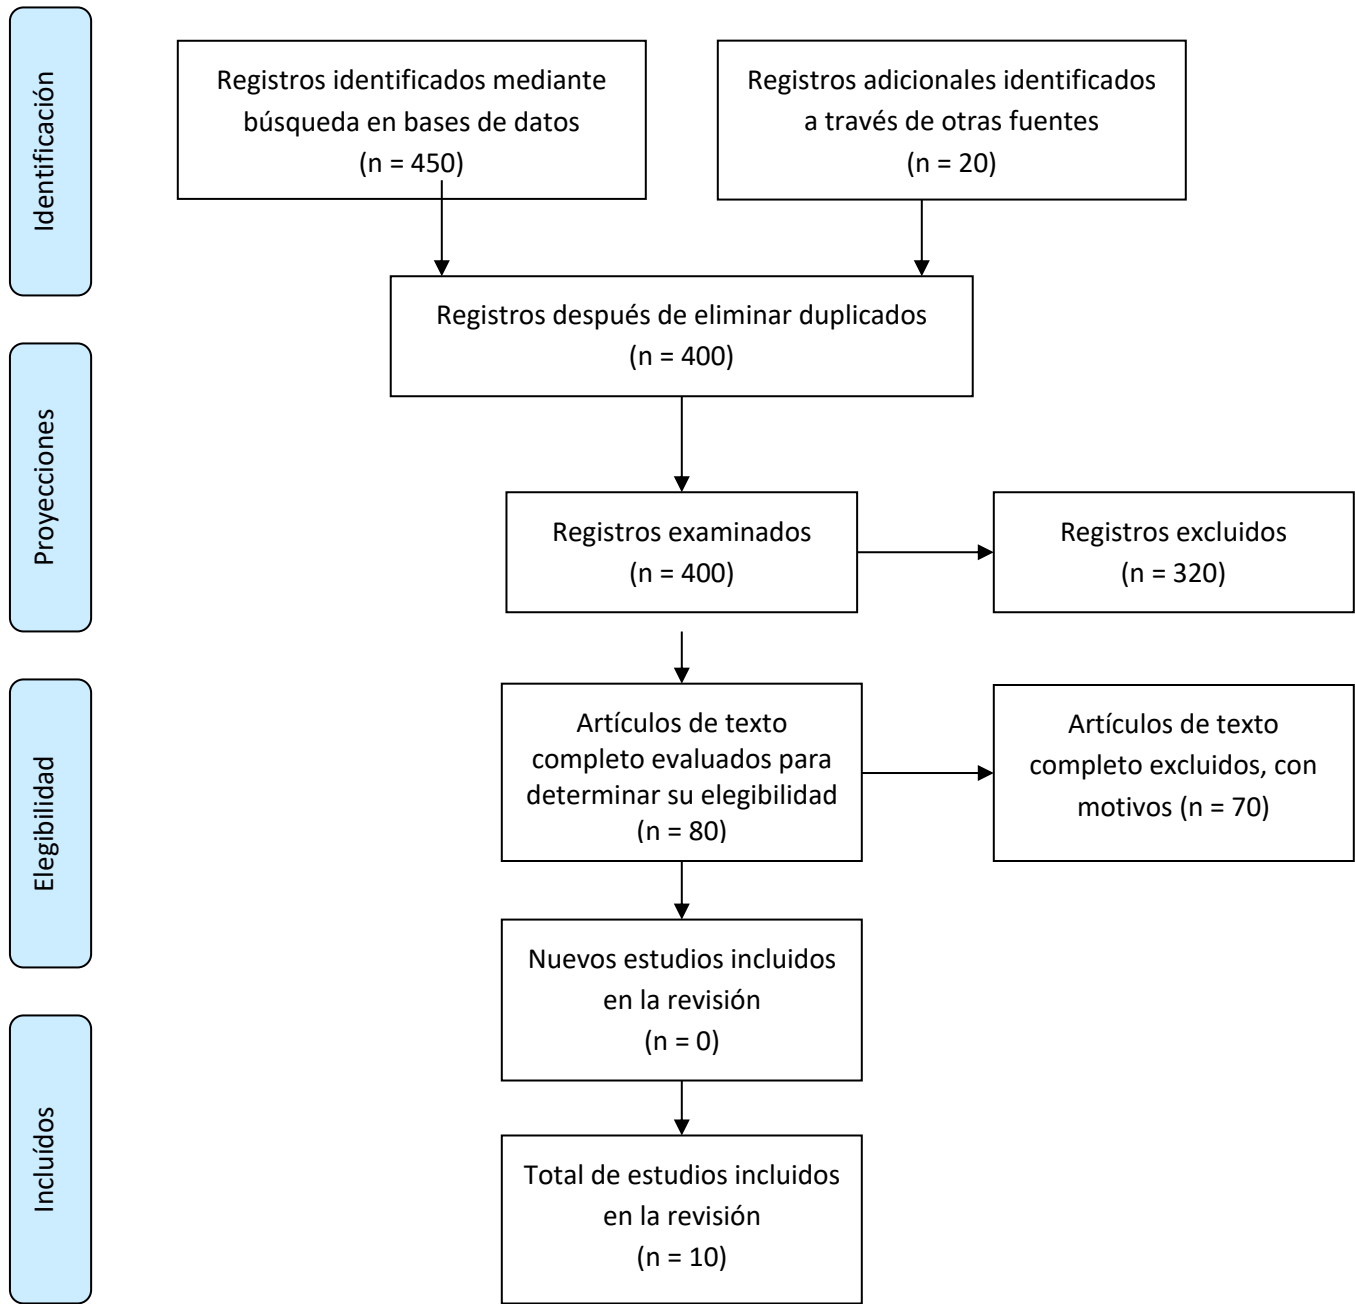 Identificación
Registros identificados mediante
búsqueda en bases de datos
(n = 450)
Registros adicionales identificados
a través de otras fuentes
(n = 20)
Registros después de eliminar duplicados
(n = 400)
Proyecciones
Registros examinados
(n = 400)
Registros excluidos
(n = 320)
Elegibilidad
Artículos de texto
completo evaluados para
determinar su elegibilidad
(n = 80)
Artículos de texto
completo excluidos, con
motivos (n = 70)
Nuevos estudios incluidos
en la revisión
(n = 0)
Incluídos
Total de estudios incluidos
en la revisión
(n = 10)